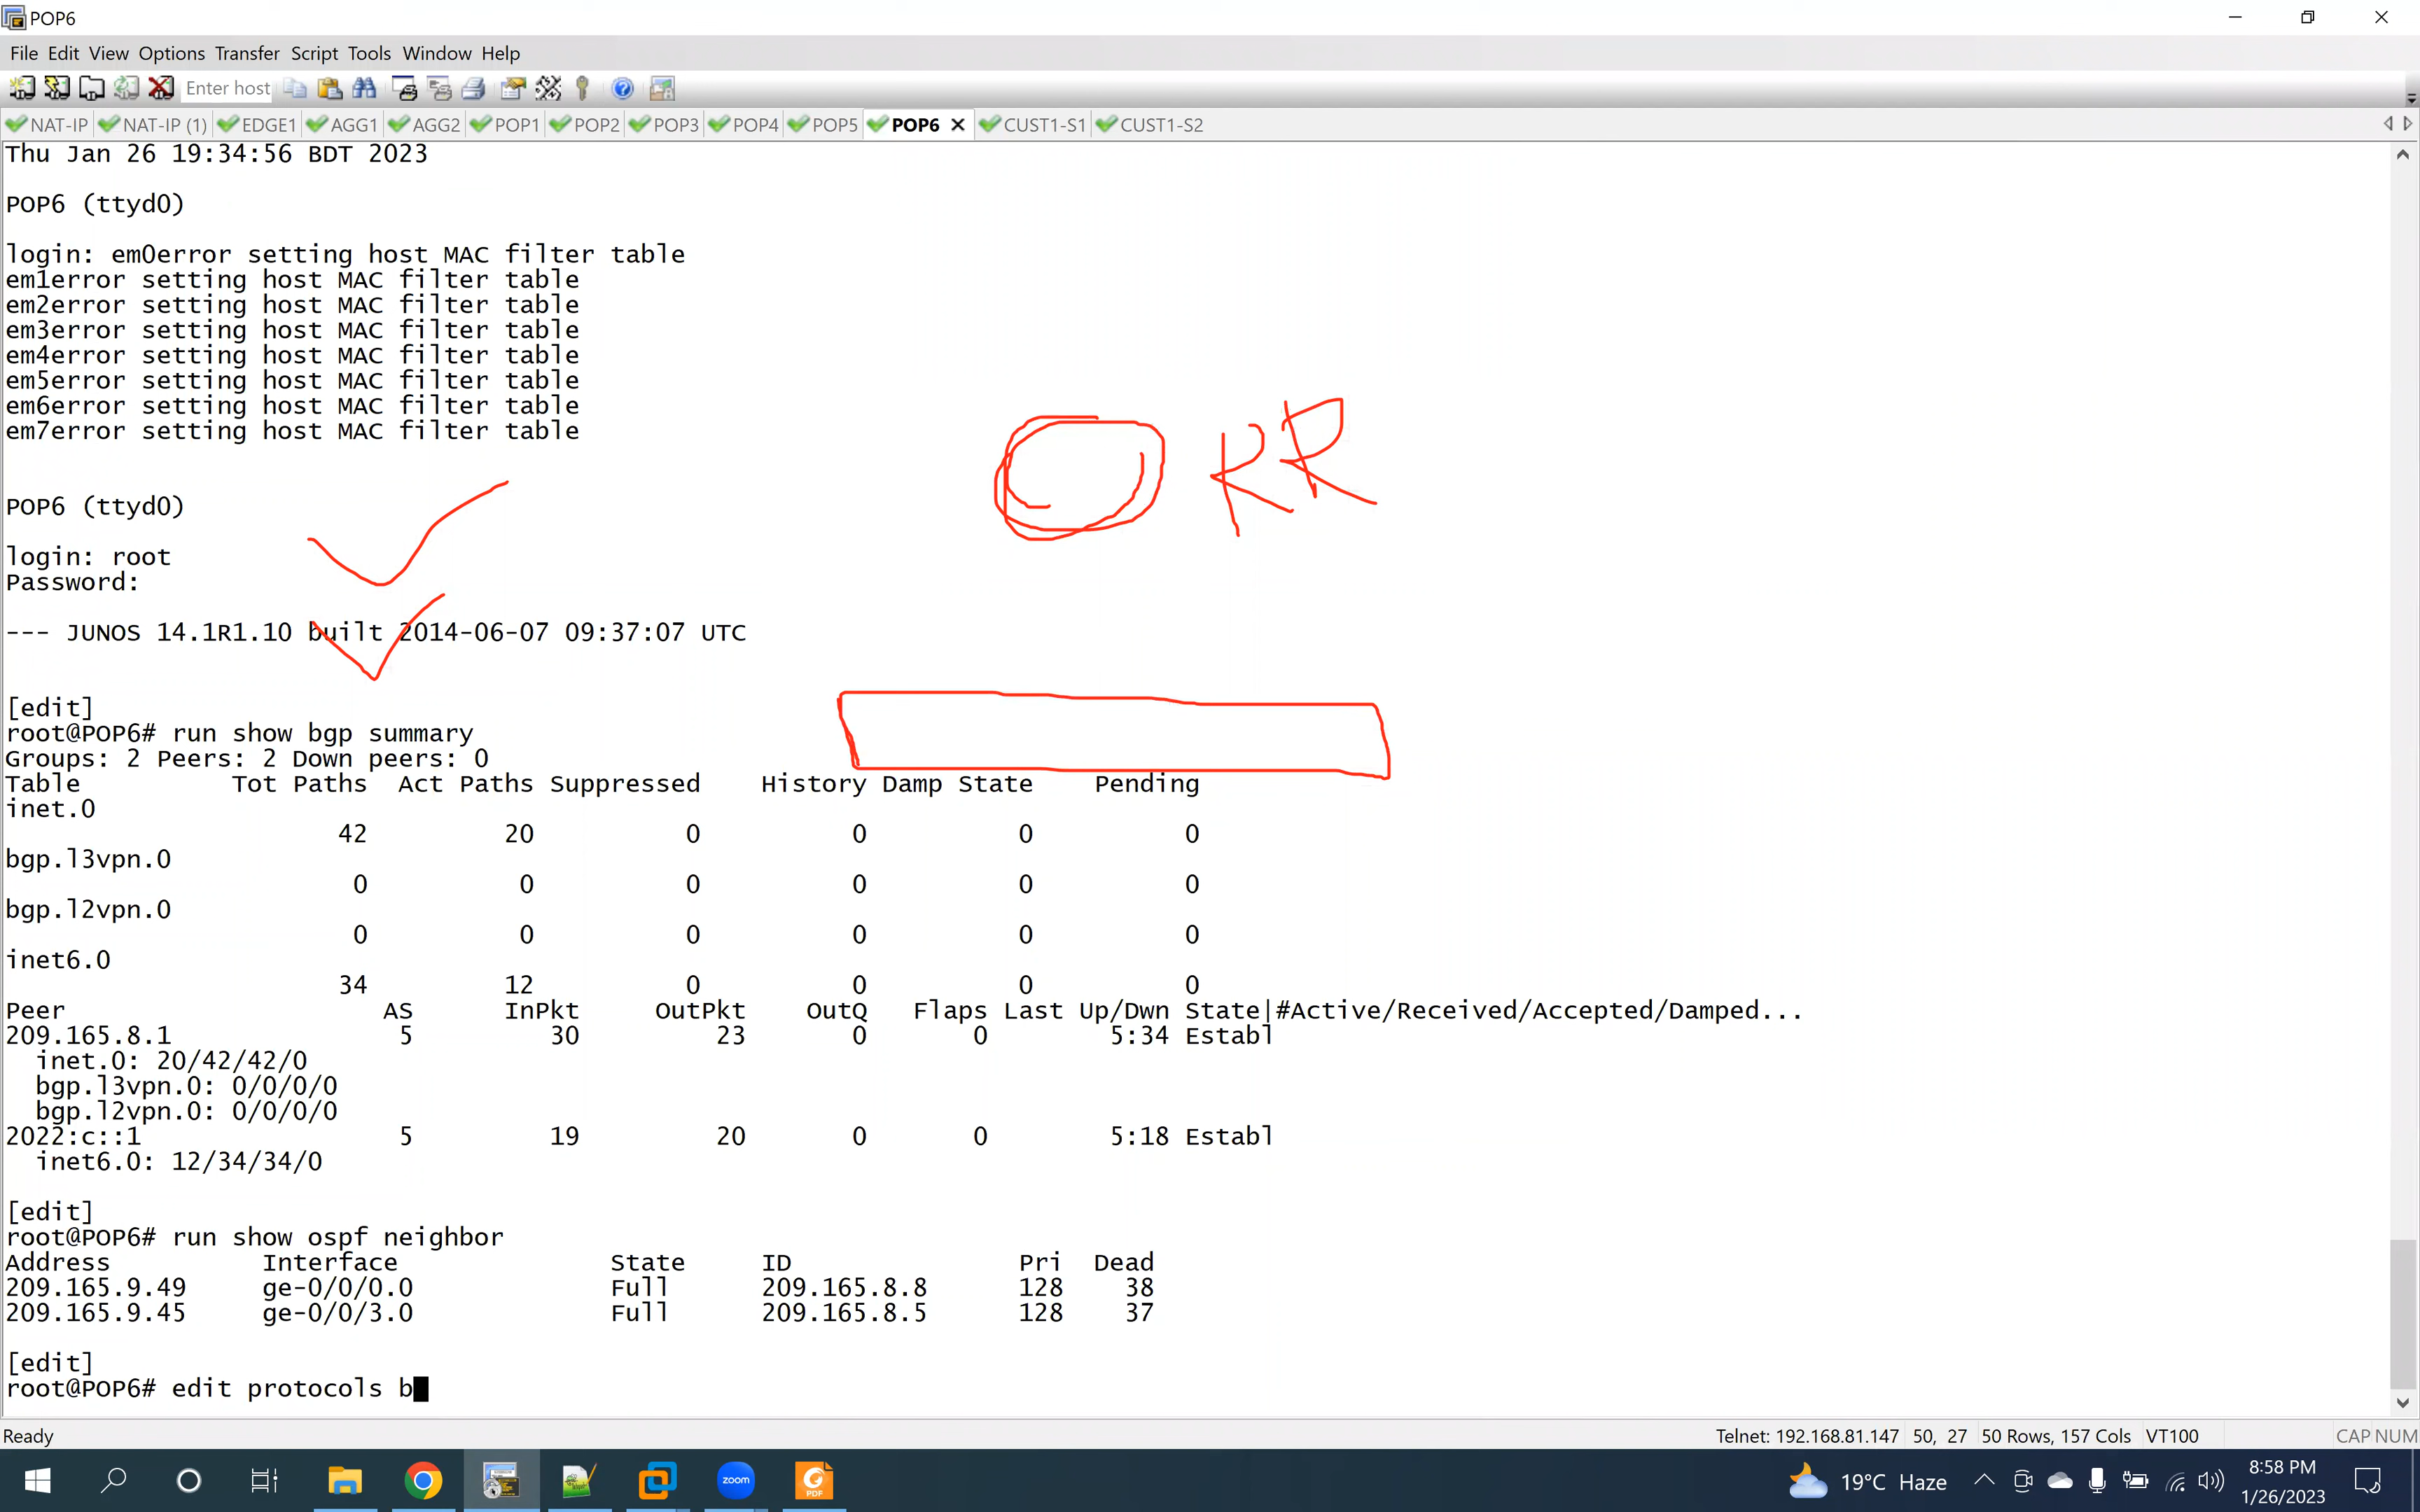 POP6
File Edit View Options Transfer Script Tools Window Help
Enter host
NAT-IP NAT-IP (1) EDGE1 AGG1 AGG2 POP1 POP2 POP3 POP4 POP5 POP6 CUST1-S1 CUST1-S2
Thu Jan 26 19:34:56 BDT 2023
POP6 (ttyd0)
login: em0error setting host MAC filter table
em1error setting host MAC filter table
em2error setting host MAC filter table
em3error setting host MAC filter table
em4error setting host MAC filter table
em5error setting host MAC filter table
em6error setting host MAC filter table
em7error setting host MAC filter table
RR
POP6 (ttyd0)
login: root
Password:
--- JUNOS 14.1R1.10 built 2014-06-07 09:37:07 UTC
[edit]
root@POP6# run show bgp summary
Groups: 2 Peers: 2 Down peers: 0
Table Tot Paths Act Paths Suppressed History Damp State Pending
inet.0
42 20 0 0 0 0
bgp.l3vpn.0
0 0 0 0 0 0
bgp.l2vpn.0
0 0 0 0 0 0
inet6.0
34 12 0 0 0 0
Peer AS InPkt OutPkt OutQ Flaps Last Up/Dwn State|#Active/Received/Accepted/Damped...
209.165.8.1 5 30 23 0 0 5:34 Establ
inet.0: 20/42/42/0
bgp.l3vpn.0: 0/0/0/0
bgp.l2vpn.0: 0/0/0/0
2022:c::1 5 19 20 0 0 5:18 Establ
inet6.0: 12/34/34/0
[edit]
root@POP6# run show ospf neighbor
Address Interface State ID Pri Dead
209.165.9.49 ge-0/0/0.0 Full 209.165.8.8 128 38
209.165.9.45 ge-0/0/3.0 Full 209.165.8.5 128 37
[edit]
root@POP6# edit protocols b
Ready Telnet: 192.168.81.147 50, 27 50 Rows, 157 Cols VT100 CAP NUM
zoom PDF 19°C Haze 8:58 PM
1/26/2023